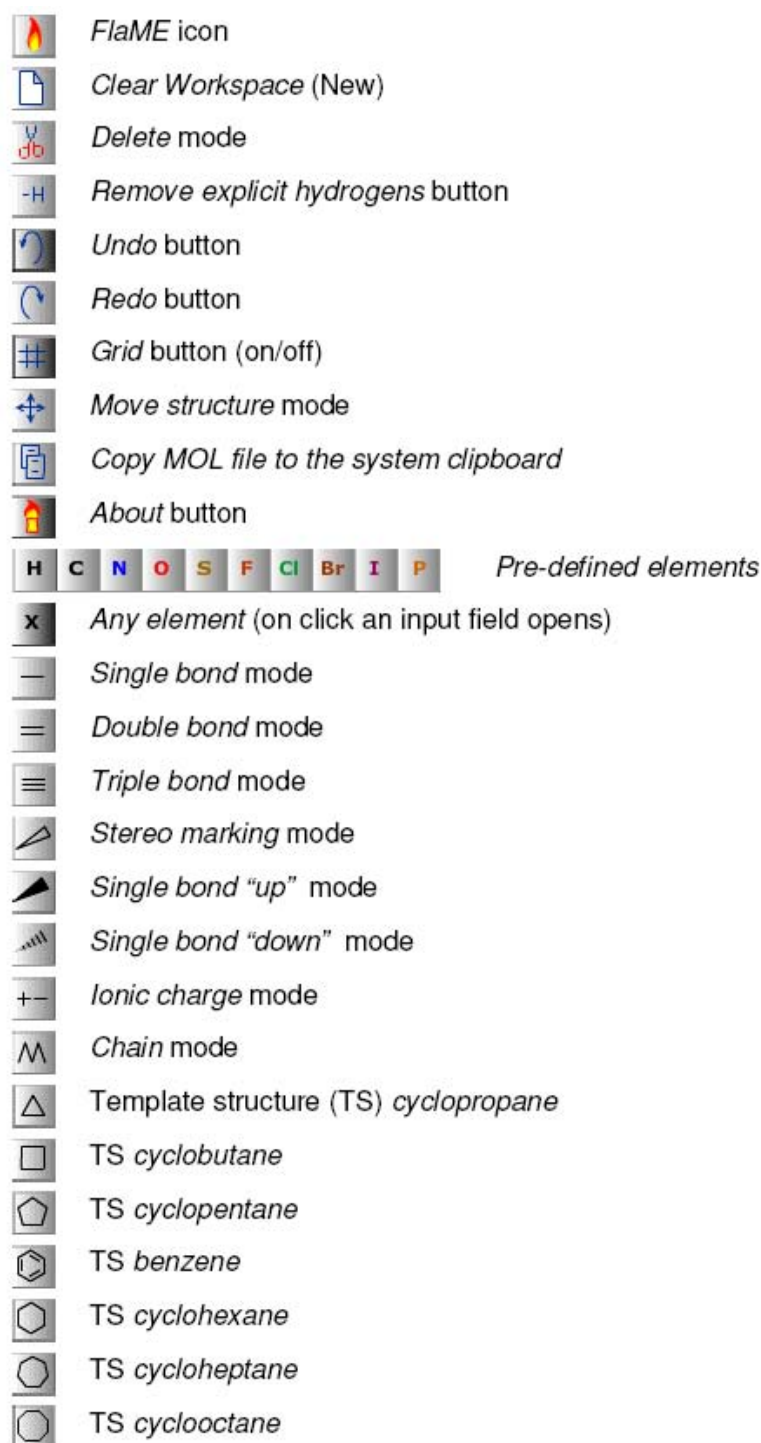 FlaME icon
Clear Workspace (New)
db Delete mode
-H Remove explicit hydrogens button
Undo button
Redo button
Grid button (on/off)
Move structure mode
Copy MOL file to the system clipboard
About button
H C N O S F Cl Br I P Pre-defined elements
X Any element (on click an input field opens)
Single bond mode
Double bond mode
Triple bond mode
Stereo marking mode
Single bond “up” mode
Single bond “down” mode
+− Ionic charge mode
Chain mode
Template structure (TS) cyclopropane
TS cyclobutane
TS cyclopentane
TS benzene
TS cyclohexane
TS cycloheptane
TS cyclooctane